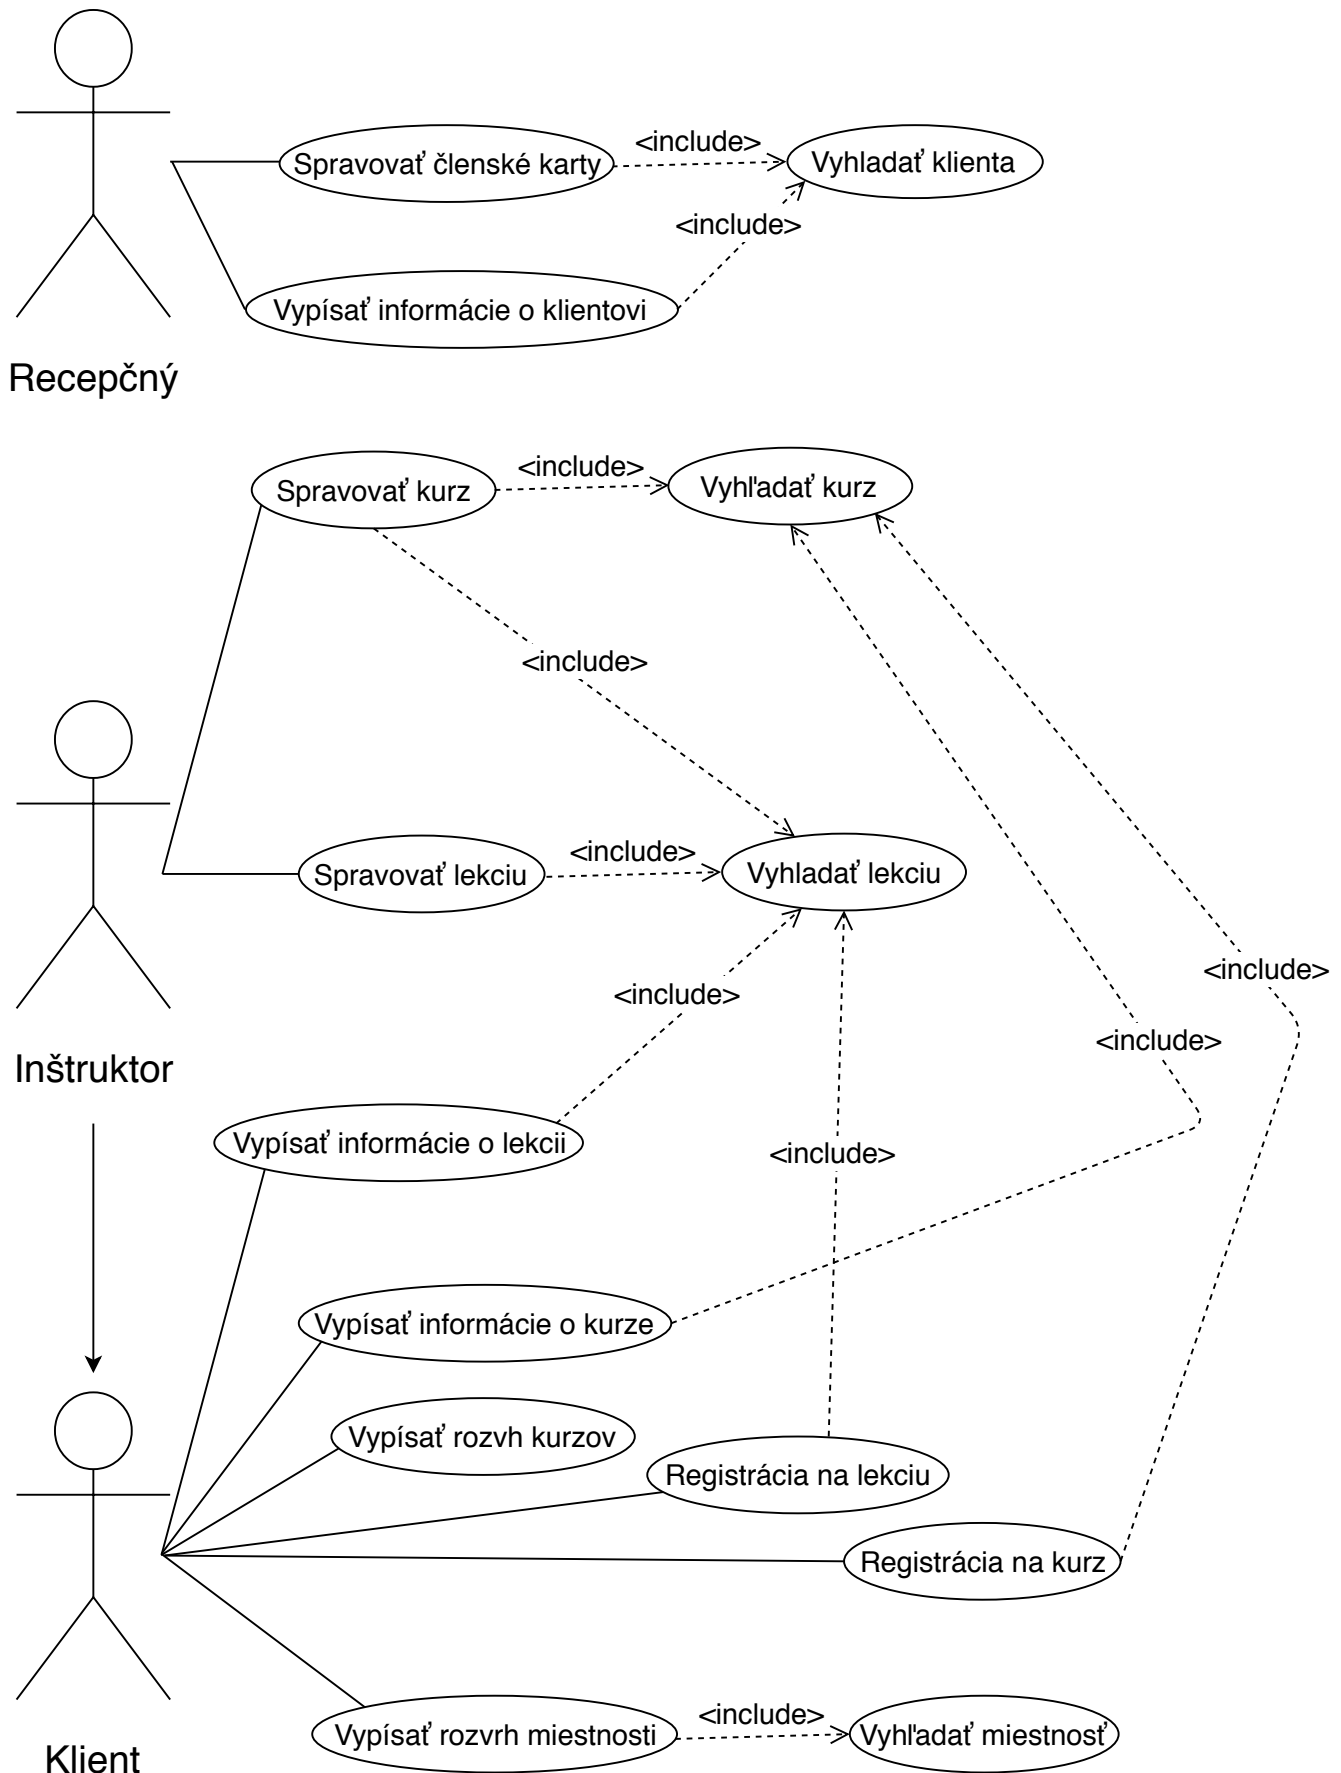 <include>
Spravovať členské karty
Vyhladať klienta
<include>
Vypísať informácie o klientovi
Recepčný
<include>
Spravovať kurz
Vyhľadať kurz
<include>
Spravovať lekciu
<include>
Vyhladať lekciu
<include>
<include>
<include>
Inštruktor
Vypísať informácie o lekcii
<include>
Vypísať informácie o kurze
Vypísať rozvh kurzov
Registrácia na lekciu
Registrácia na kurz
Vypísať rozvrh miestnosti
<include>
Vyhľadať miestnosť
Klient